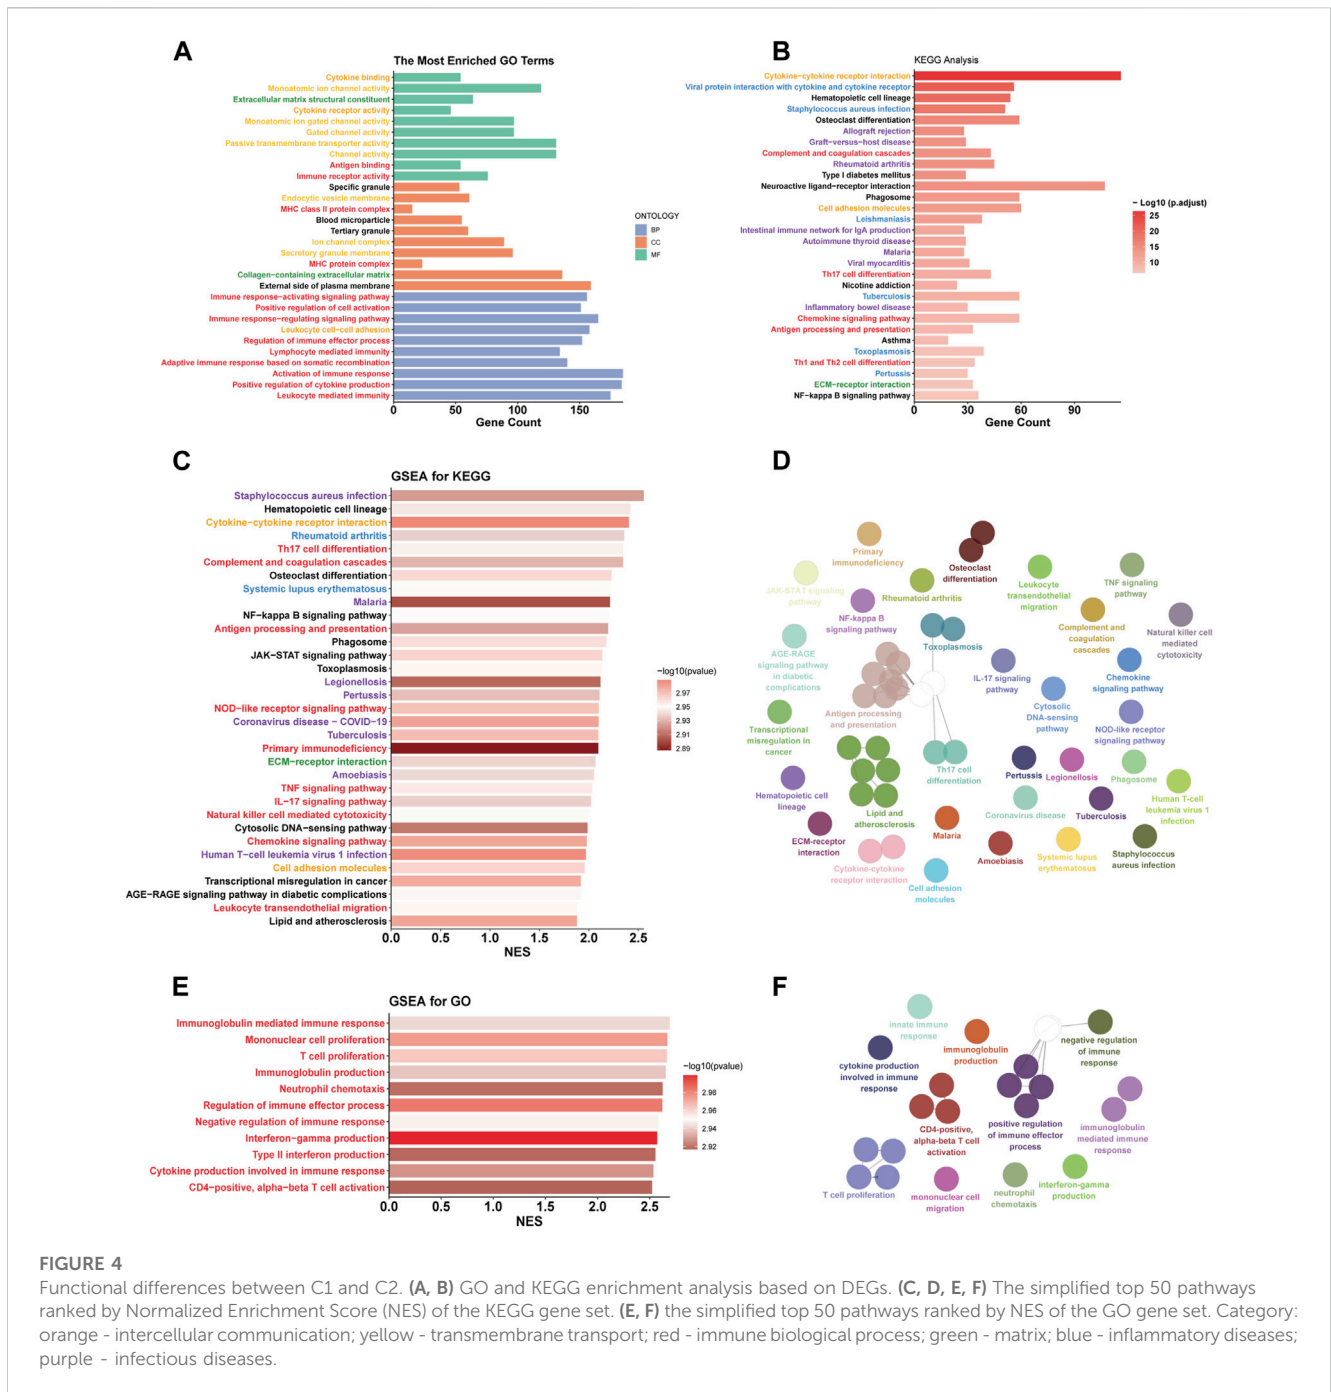 A
The Most Enriched GO Terms
Cytokine binding
Monoatomic ion channel activity
Extracellular matrix structural constituent
Cytokine receptor activity
Monoatomic ion gated channel activity
Gated channel activity
Passive transmembrane transporter activity
Channel activity
Antigen binding
Immune receptor activity
Specific granule
Endocytic vesicle membrane
MHC class II protein complex
Blood microparticle
Tertiary granule
Ion channel complex
Secretory granule membrane
MHC protein complex
Collagen−containing extracellular matrix
External side of plasma membrane
Immune response−activating signaling pathway
Positive regulation of cell activation
Immune response−regulating signaling pathway
Leukocyte cell−cell adhesion
Regulation of immune effector process
Lymphocyte mediated immunity
Adaptive immune response based on somatic recombination
Activation of immune response
Positive regulation of cytokine production
Leukocyte mediated immunity
0 50 100 150
Gene Count
ONTOLOGY
BP
CC
MF
B
KEGG Analysis
Cytokine−cytokine receptor interaction
Viral protein interaction with cytokine and cytokine receptor
Hematopoietic cell lineage
Staphylococcus aureus infection
Osteoclast differentiation
Allograft rejection
Graft−versus−host disease
Complement and coagulation cascades
Rheumatoid arthritis
Type I diabetes mellitus
Neuroactive ligand−receptor interaction
Phagosome
Cell adhesion molecules
Leishmaniasis
Intestinal immune network for IgA production
Autoimmune thyroid disease
Malaria
Viral myocarditis
Th17 cell differentiation
Nicotine addiction
Tuberculosis
Inflammatory bowel disease
Chemokine signaling pathway
Antigen processing and presentation
Asthma
Toxoplasmosis
Th1 and Th2 cell differentiation
Pertussis
ECM−receptor interaction
NF−kappa B signaling pathway
0 30 60 90
Gene Count
− Log10 (p.adjust)
25
20
15
10
C
GSEA for KEGG
Staphylococcus aureus infection
Hematopoietic cell lineage
Cytokine−cytokine receptor interaction
Rheumatoid arthritis
Th17 cell differentiation
Complement and coagulation cascades
Osteoclast differentiation
Systemic lupus erythematosus
Malaria
NF−kappa B signaling pathway
Antigen processing and presentation
Phagosome
JAK−STAT signaling pathway
Toxoplasmosis
Legionellosis
Pertussis
NOD−like receptor signaling pathway
Coronavirus disease − COVID−19
Tuberculosis
Primary immunodeficiency
ECM−receptor interaction
Amoebiasis
TNF signaling pathway
IL−17 signaling pathway
Natural killer cell mediated cytotoxicity
Cytosolic DNA−sensing pathway
Chemokine signaling pathway
Human T−cell leukemia virus 1 infection
Cell adhesion molecules
Transcriptional misregulation in cancer
AGE−RAGE signaling pathway in diabetic complications
Leukocyte transendothelial migration
Lipid and atherosclerosis
0.0 0.5 1.0 1.5 2.0 2.5
NES
−log10(pvalue)
2.97
2.95
2.93
2.91
2.89
D
Primary
immunodeficiency
Osteoclast
differentiation
JAK-STAT signaling
pathway
Rheumatoid arthritis
Leukocyte
transendothelial
migration
TNF signaling
pathway
NF-kappa B
signaling pathway
Toxoplasmosis
Complement and
coagulation
cascades
Natural killer cell
mediated
cytotoxicity
AGE-RAGE
signaling pathway
in diabetic
complications
IL-17 signaling
pathway
Chemokine
signaling pathway
Antigen processing
and presentation
Cytosolic
DNA-sensing
pathway
NOD-like receptor
signaling pathway
Transcriptional
misregulation in
cancer
Th17 cell
differentiation
Pertussis
Legionellosis
Phagosome
Hematopoietic cell
lineage
Lipid and
atherosclerosis
Coronavirus disease
Tuberculosis
Human T-cell
leukemia virus 1
infection
ECM-receptor
interaction
Malaria
Amoebiasis
Systemic lupus
erythematosus
Staphylococcus
aureus infection
Cytokine-cytokine
receptor interaction
Cell adhesion
molecules
E
GSEA for GO
Immunoglobulin mediated immune response
Mononuclear cell proliferation
T cell proliferation
Immunoglobulin production
Neutrophil chemotaxis
Regulation of immune effector process
Negative regulation of immune response
Interferon−gamma production
Type II interferon production
Cytokine production involved in immune response
CD4−positive, alpha−beta T cell activation
0.0 0.5 1.0 1.5 2.0 2.5
NES
−log10(pvalue)
2.98
2.96
2.94
2.92
F
innate immune
response
immunoglobulin
production
negative regulation
of immune
response
cytokine production
involved in immune
response
CD4-positive,
alpha-beta T cell
activation
positive regulation
of immune effector
process
immunoglobulin
mediated immune
response
T cell proliferation
mononuclear cell
migration
neutrophil
chemotaxis
interferon-gamma
production
FIGURE 4
Functional differences between C1 and C2. (A, B) GO and KEGG enrichment analysis based on DEGs. (C, D, E, F) The simplified top 50 pathways
ranked by Normalized Enrichment Score (NES) of the KEGG gene set. (E, F) the simplified top 50 pathways ranked by NES of the GO gene set. Category:
orange - intercellular communication; yellow - transmembrane transport; red - immune biological process; green - matrix; blue - inflammatory diseases;
purple - infectious diseases.